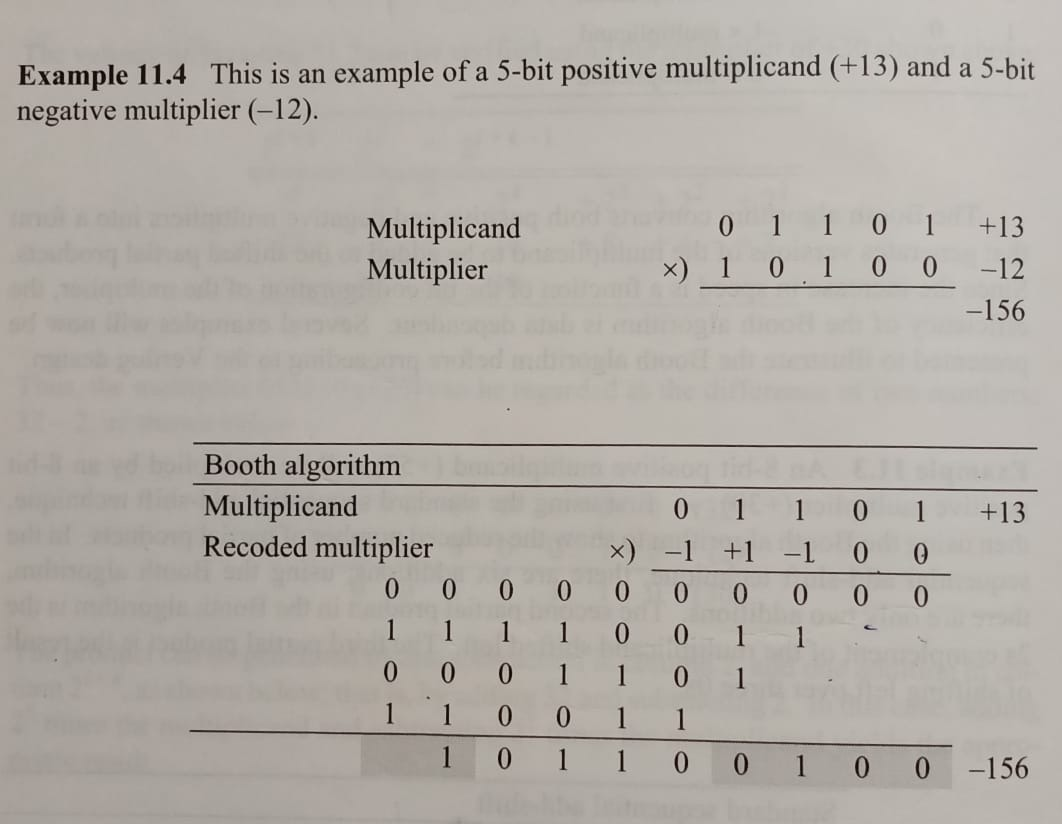 Example 11.4 This is an example of a 5-bit positive multiplicand (+13) and a 5-bit
negative multiplier (–12).
Multiplicand 0 1 1 0 1 +13
Multiplier ×) 1 0 1 0 0 –12
–156
Booth algorithm
Multiplicand 0 1 1 0 1 +13
Recoded multiplier ×) –1 +1 –1 0 0
0 0 0 0 0 0 0 0 0 0
1 1 1 1 0 0 1 1
0 0 0 1 1 0 1
1 1 0 0 1 1
1 0 1 1 0 0 1 0 0 –156